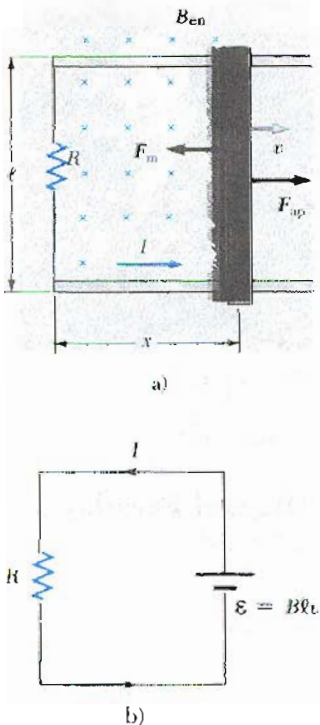 B_en
R
F_m
v
F_ap
ℓ
I
x
a)
I
R
ε = Bℓv
b)